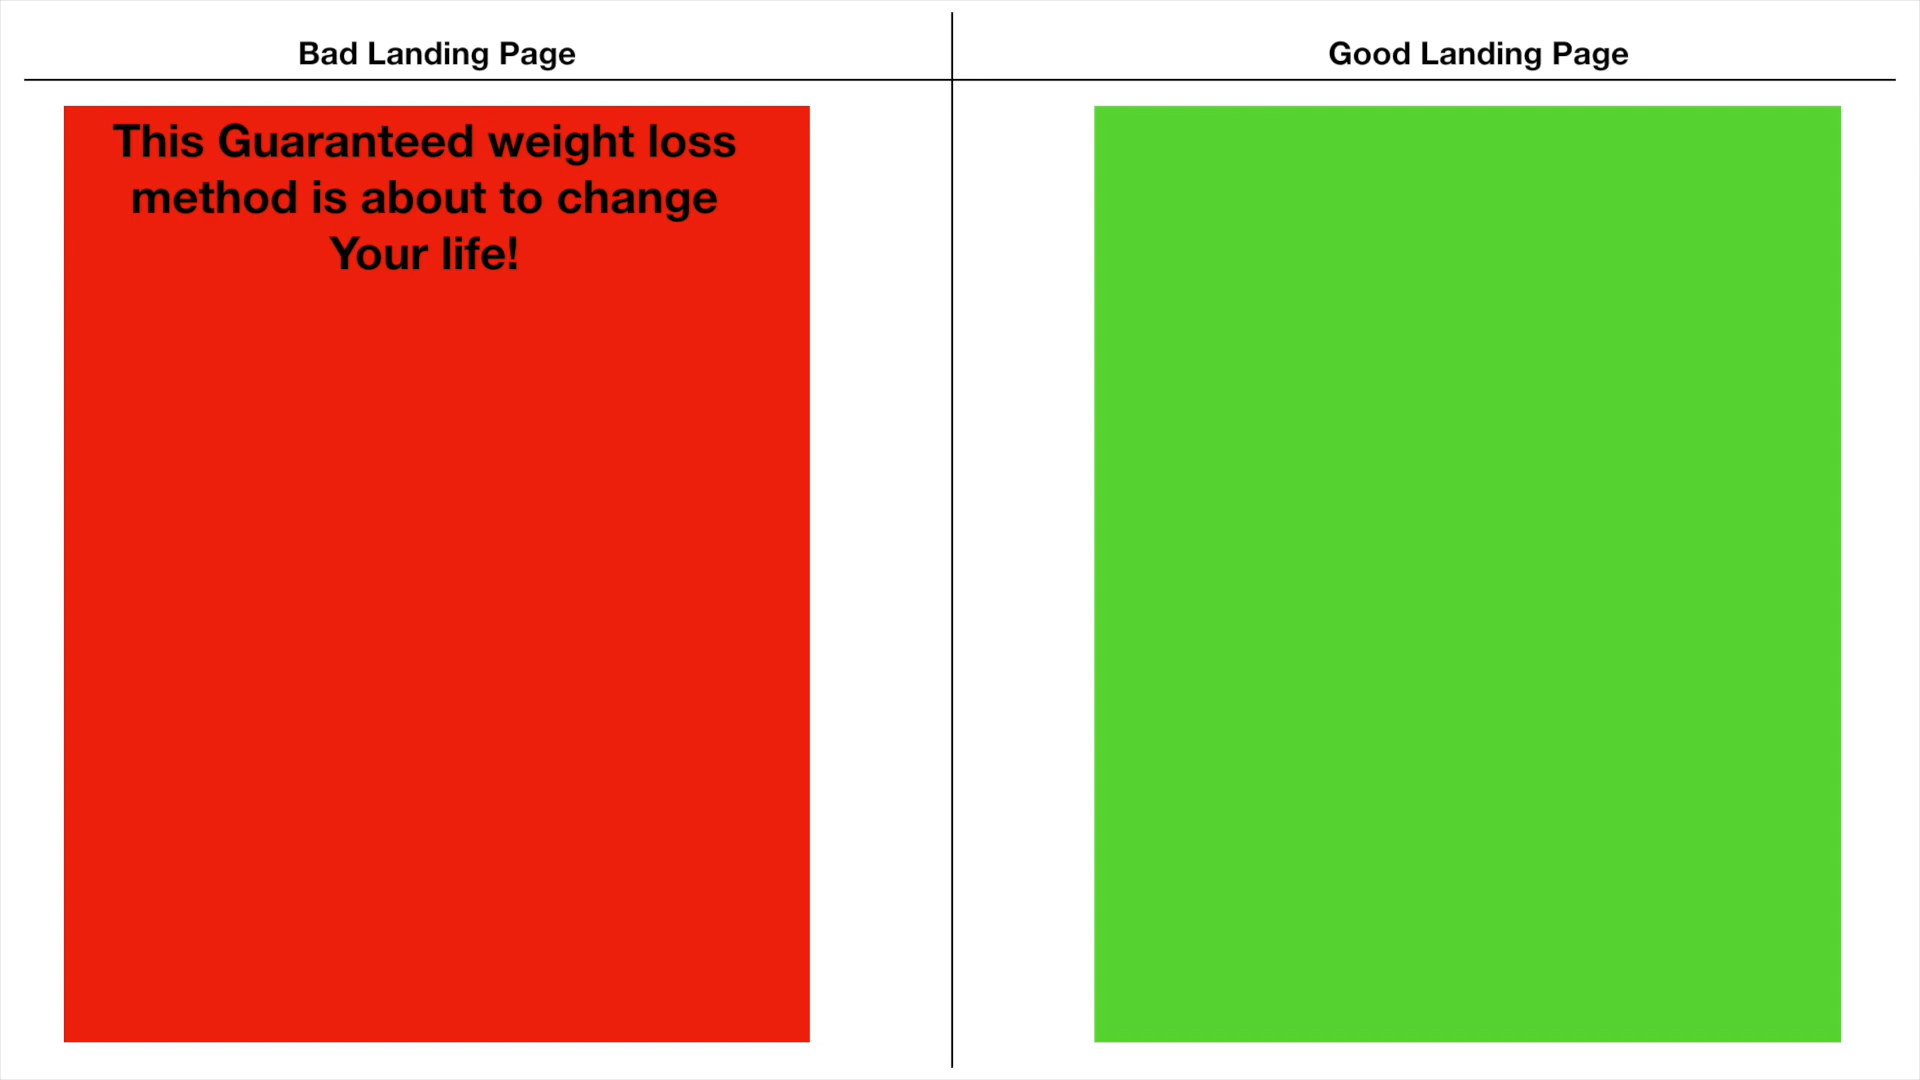 Bad Landing Page
This Guaranteed weight loss
method is about to change
Your life!
Good Landing Page